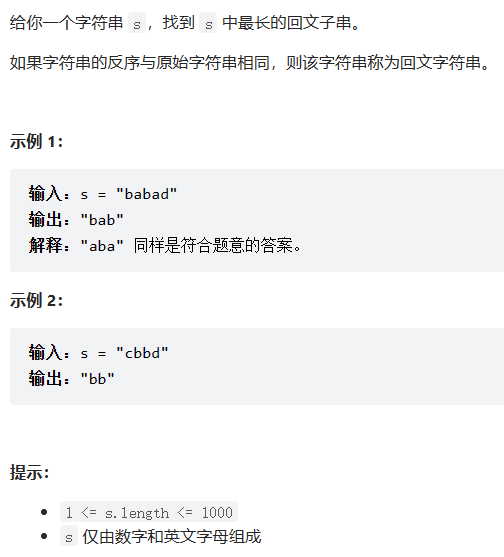 给你一个字符串 s，找到 s 中最长的回文子串。
如果字符串的反序与原始字符串相同，则该字符串称为回文字符串。
示例 1：
输入：s = "babad"
输出："bab"
解释："aba" 同样是符合题意的答案。
示例 2：
输入：s = "cbbd"
输出："bb"
提示：
• 1 <= s.length <= 1000
• s 仅由数字和英文字母组成